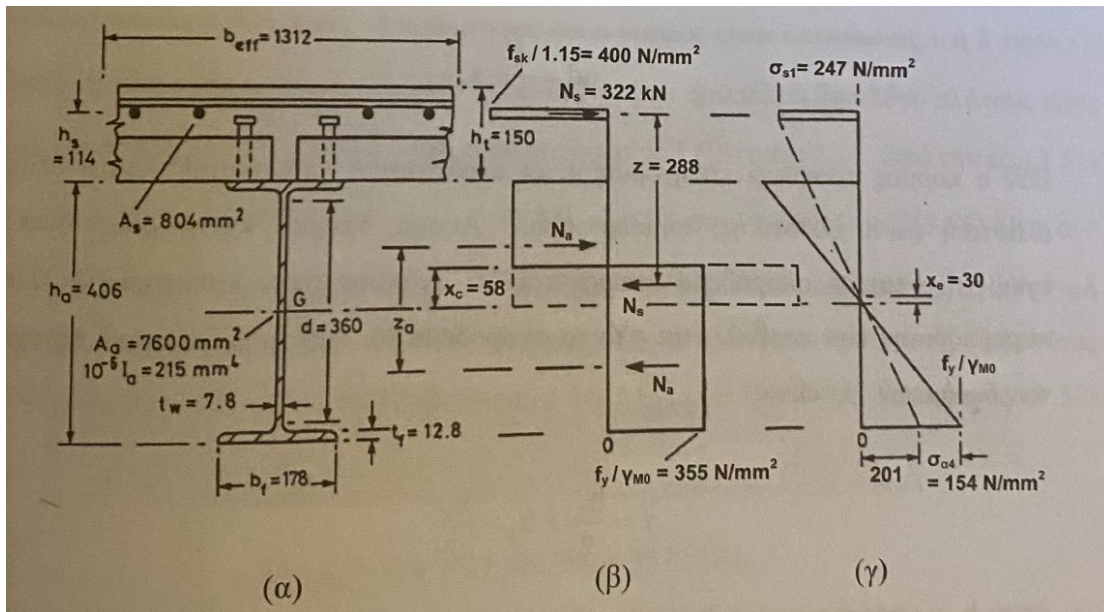 b_eff = 1312
f_sk / 1.15 = 400 N/mm²
N_s = 322 kN
σ_s1 = 247 N/mm²
h_s
= 114
h_t = 150
z = 288
A_s = 804 mm²
N_a
x_c = 58
x_e = 30
h_a = 406
G
N_s
d = 360
z_a
A_a = 7600 mm²
10⁻⁶ I_a = 215 mm⁴
N_a
f_y / γ_M0
t_w = 7.8
t_f = 12.8
0
0
b_f = 178
f_y / γ_M0 = 355 N/mm²
201
σ_a4
= 154 N/mm²
(α)
(β)
(γ)